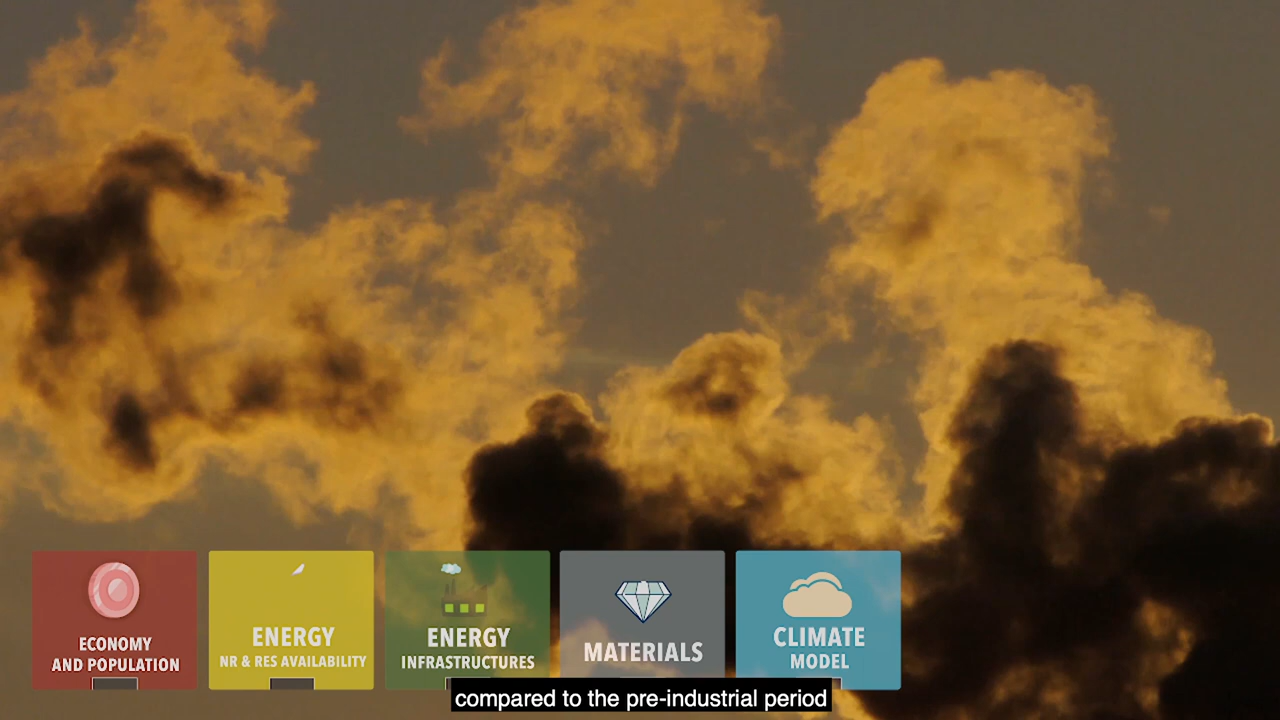 ECONOMY
AND POPULATION
ENERGY
NR & RES AVAILABILITY
ENERGY
INFRASTRUCTURES
MATERIALS
CLIMATE
MODEL
compared to the pre-industrial period